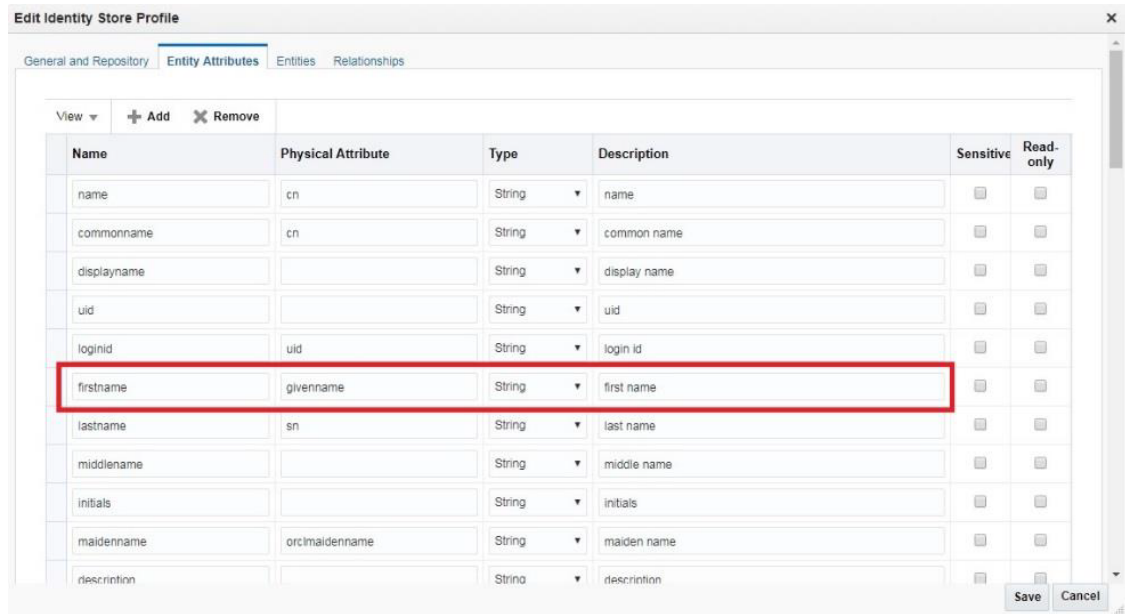 Edit Identity Store Profile
General and Repository Entity Attributes Entities Relationships
View Add Remove
Name Physical Attribute Type Description Sensitive Read-only
name cn String name
commonname cn String common name
displayname String display name
uid String uid
loginid uid String login id
firstname givenname String first name
lastname sn String last name
middlename String middle name
initials String initials
maidenname orclmaidenname String maiden name
description String description
Save Cancel